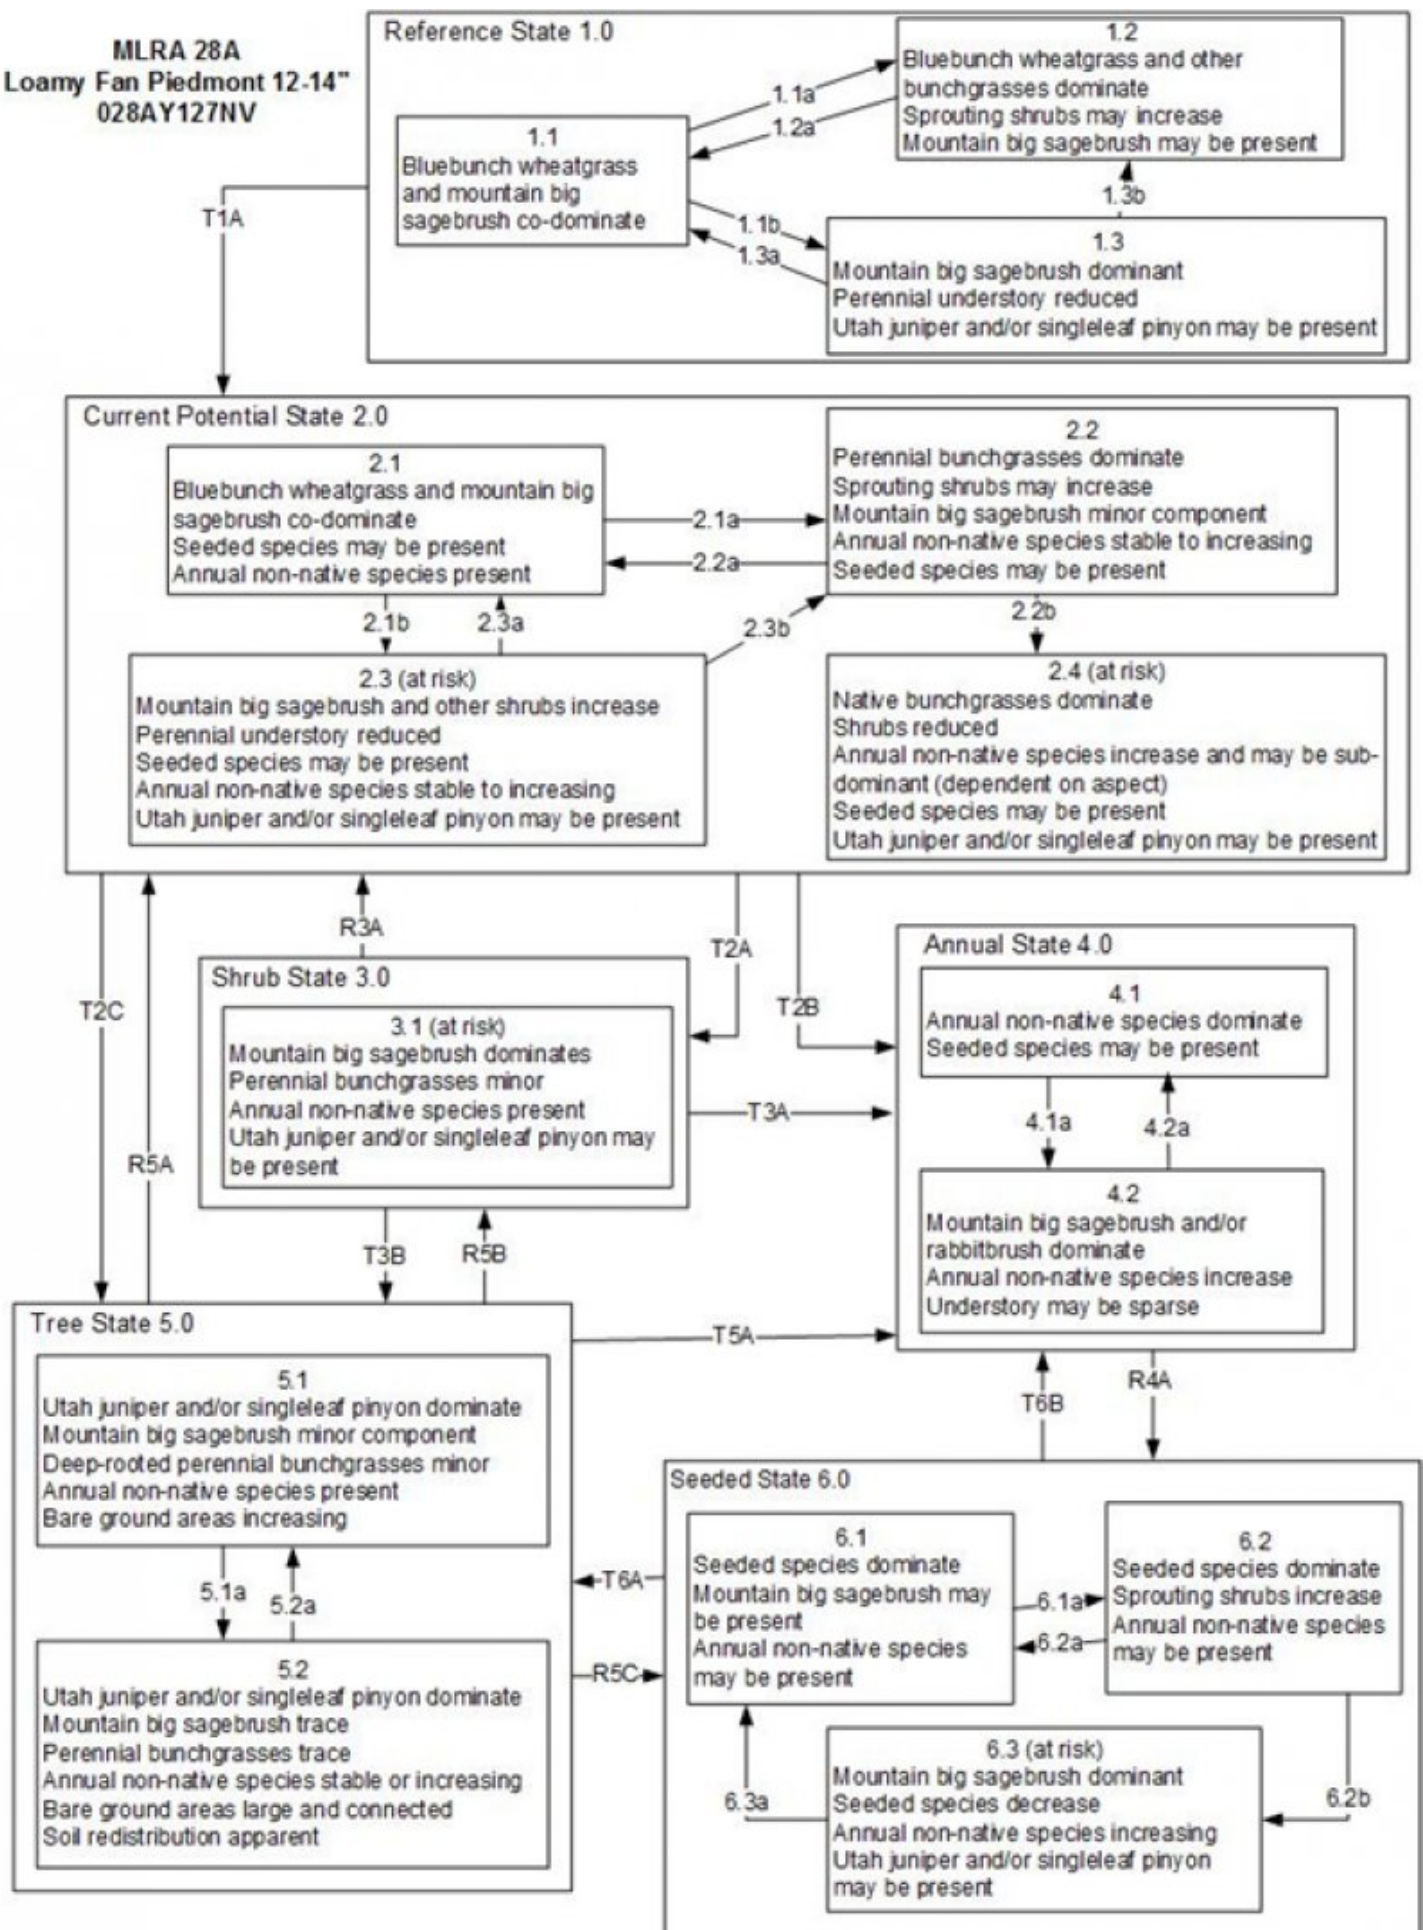 MLRA 28A
Loamy Fan Piedmont 12-14"
028AY127NV
Reference State 1.0
1.1
Bluebunch wheatgrass
and mountain big
sagebrush co-dominate
1.1a
1.2a
1.2
Bluebunch wheatgrass and other
bunchgrasses dominate
Sprouting shrubs may increase
Mountain big sagebrush may be present
1.3b
1.1b
1.3a
1.3
Mountain big sagebrush dominant
Perennial understory reduced
Utah juniper and/or singleleaf pinyon may be present
T1A
Current Potential State 2.0
2.1
Bluebunch wheatgrass and mountain big
sagebrush co-dominate
Seeded species may be present
Annual non-native species present
2.1a
2.2a
2.2
Perennial bunchgrasses dominate
Sprouting shrubs may increase
Mountain big sagebrush minor component
Annual non-native species stable to increasing
Seeded species may be present
2.1b
2.3a
2.3b
2.2b
2.3 (at risk)
Mountain big sagebrush and other shrubs increase
Perennial understory reduced
Seeded species may be present
Annual non-native species stable to increasing
Utah juniper and/or singleleaf pinyon may be present
2.4 (at risk)
Native bunchgrasses dominate
Shrubs reduced
Annual non-native species increase and may be sub-
dominant (dependent on aspect)
Seeded species may be present
Utah juniper and/or singleleaf pinyon may be present
T2C
R5A
R3A
T2A
T2B
Shrub State 3.0
3.1 (at risk)
Mountain big sagebrush dominates
Perennial bunchgrasses minor
Annual non-native species present
Utah juniper and/or singleleaf pinyon may
be present
T3A
T3B
R5B
Annual State 4.0
4.1
Annual non-native species dominate
Seeded species may be present
4.1a
4.2a
4.2
Mountain big sagebrush and/or
rabbitbrush dominate
Annual non-native species increase
Understory may be sparse
Tree State 5.0
5.1
Utah juniper and/or singleleaf pinyon dominate
Mountain big sagebrush minor component
Deep-rooted perennial bunchgrasses minor
Annual non-native species present
Bare ground areas increasing
5.1a
5.2a
5.2
Utah juniper and/or singleleaf pinyon dominate
Mountain big sagebrush trace
Perennial bunchgrasses trace
Annual non-native species stable or increasing
Bare ground areas large and connected
Soil redistribution apparent
T5A
T6B
R4A
T6A
R5C
Seeded State 6.0
6.1
Seeded species dominate
Mountain big sagebrush may
be present
Annual non-native species
may be present
6.1a
6.2a
6.2
Seeded species dominate
Sprouting shrubs increase
Annual non-native species
may be present
6.3a
6.2b
6.3 (at risk)
Mountain big sagebrush dominant
Seeded species decrease
Annual non-native species increasing
Utah juniper and/or singleleaf pinyon
may be present